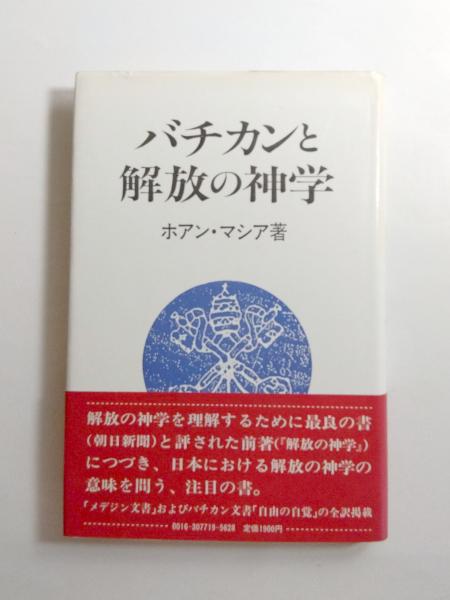 バチカンと
解放の神学
ホアン・マシア著
解放の神学を理解するために最良の書
(朝日新聞)と評された前著(『解放の神学』)
につづき、日本における解放の神学の
意味を問う、注目の書。
「メデジン文書」およびバチカン文書「自由の自覚」の全訳掲載
0016-307719-5628 定価1900円